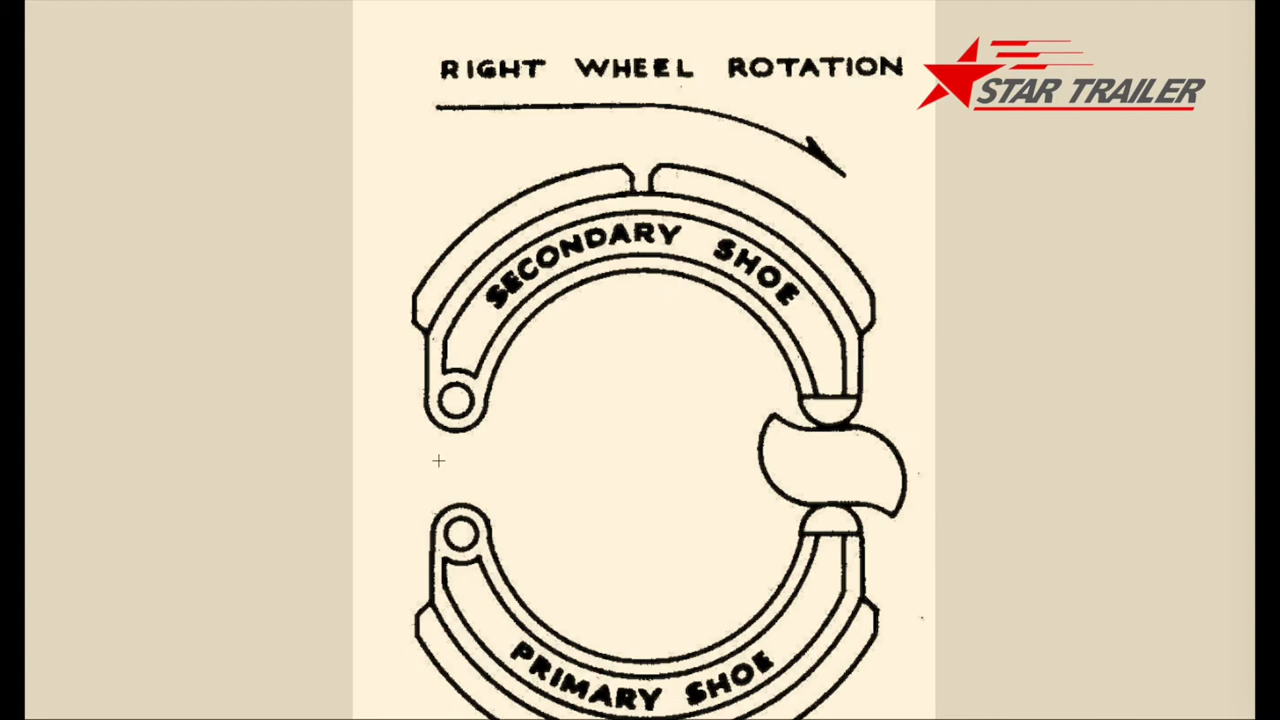 RIGHT WHEEL ROTATION
STAR TRAILER
SECONDARY SHOE
PRIMARY SHOE